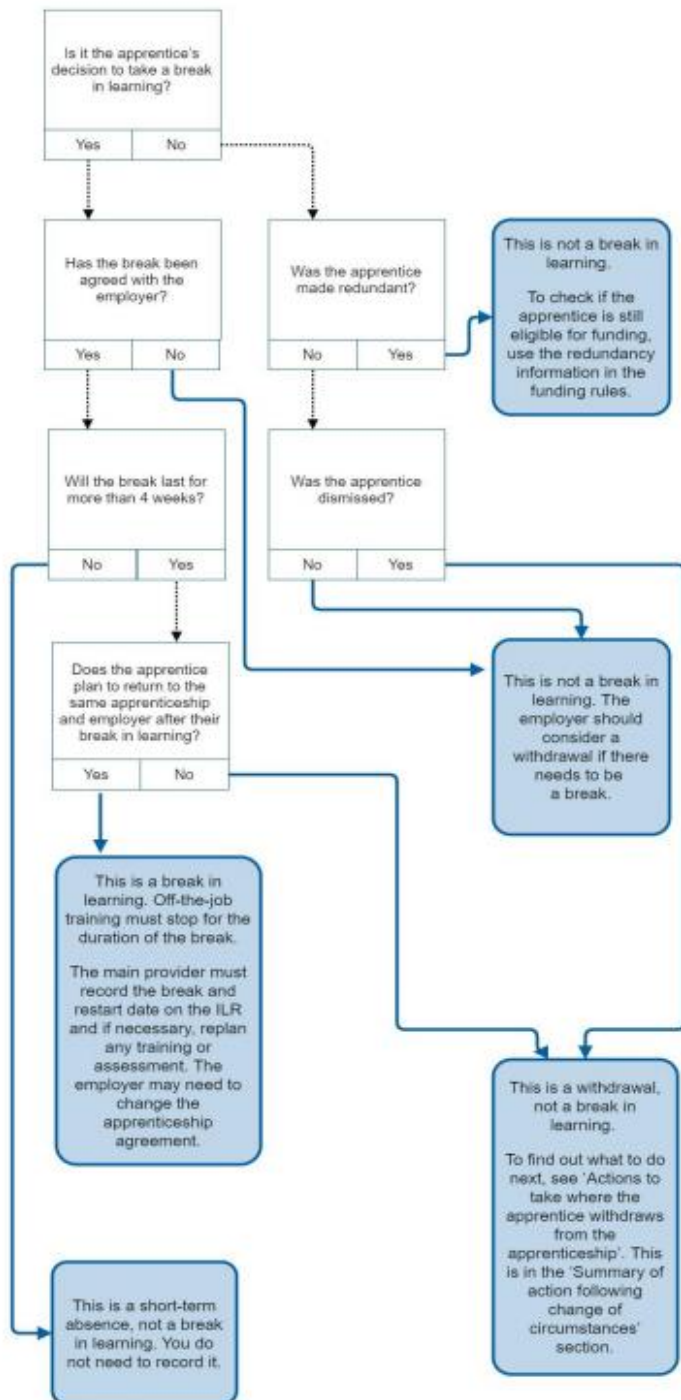 Is it the apprentice's
decision to take a break
in learning?
Yes
No
Has the break been
agreed with the
employer?
Yes
No
Was the apprentice
made redundant?
No
Yes
This is not a break in
learning.
To check if the
apprentice is still
eligible for funding,
use the redundancy
information in the
funding rules.
Will the break last for
more than 4 weeks?
No
Yes
Was the apprentice
dismissed?
No
Yes
Does the apprentice
plan to return to the
same apprenticeship
and employer after their
break in learning?
Yes
No
This is not a break in
learning. The
employer should
consider a
withdrawal if there
needs to be
a break.
This is a break in
learning. Off-the-job
training must stop for the
duration of the break.
The main provider must
record the break and
restart date on the ILR
and if necessary, replan
any training or
assessment. The
employer may need to
change the
apprenticeship
agreement.
This is a withdrawal,
not a break in
learning.
To find out what to do
next, see 'Actions to
take where the
apprentice withdraws
from the
apprenticeship'. This
is in the 'Summary of
action following
change of
circumstances'
section.
This is a short-term
absence, not a break
in learning. You do
not need to record it.